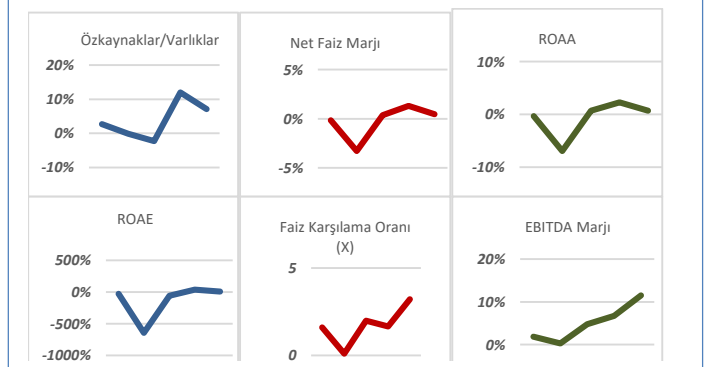 Özkaynaklar/Varlıklar
20%
10%
0%
-10%
Net Faiz Marjı
5%
0%
-5%
ROAA
10%
0%
-10%
ROAE
500%
0%
-500%
-1000%
Faiz Karşılama Oranı
(X)
5
0
EBITDA Marjı
20%
10%
0%